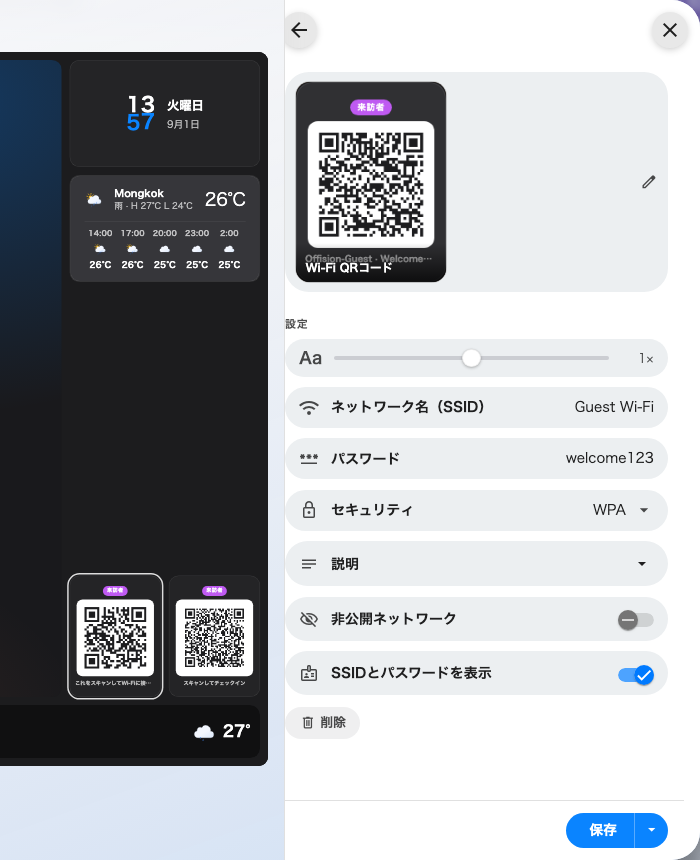 13
57
火曜日
9月1日
Mongkok
雨 · H 27°C L 24°C
26°C
14:00 17:00 20:00 23:00 2:00
26°C 26°C 25°C 25°C 25°C
来訪者
これをスキャンしてWi-Fiに接…
来訪者
スキャンしてチェックイン
27°
来訪者
Offision-Guest · Welcome…
Wi-Fi QRコード
設定
Aa 1×
ネットワーク名（SSID） Guest Wi-Fi
パスワード welcome123
セキュリティ WPA
説明
非公開ネットワーク
SSIDとパスワードを表示
削除
保存